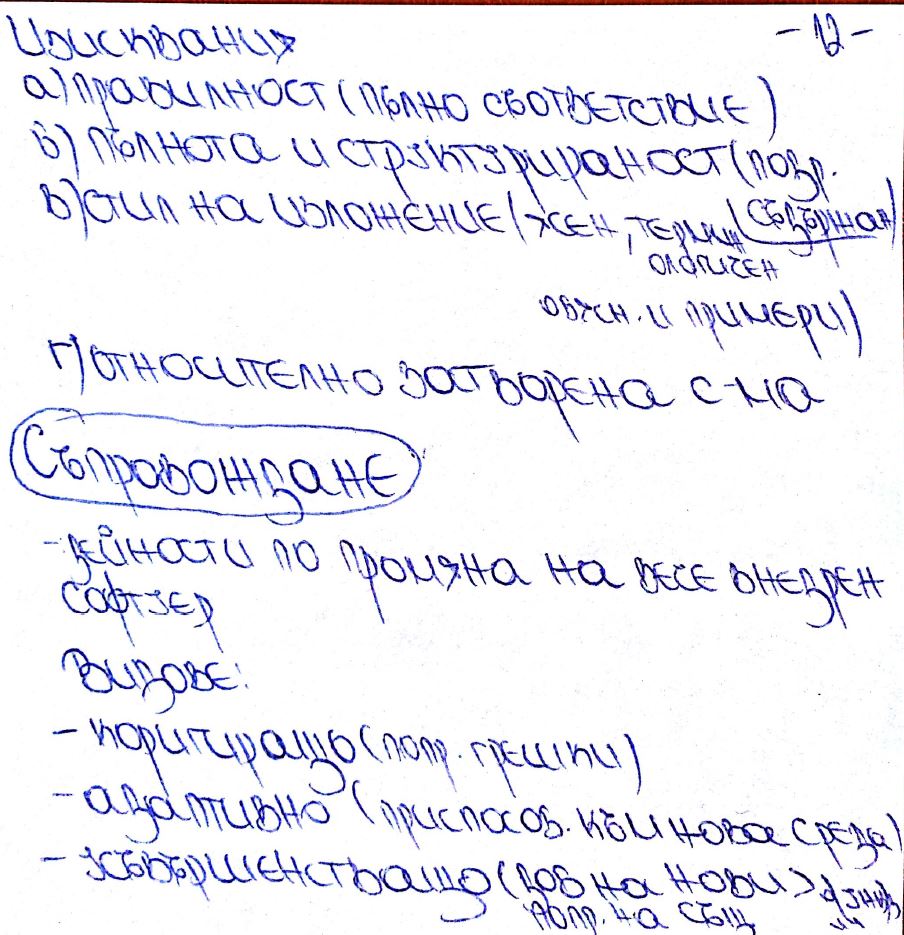 Изисквания -12-
а) правилност (пълно съответствие)
б) пълнота и структурираност (подр.
съдържан)
в) стил на изложение (ясен, термин
ологичен
обясн. и примери)
г) относително затворена с-ма
Съпровождане
- дейности по промяна на вече внедрен
софтуер
Видове:
- коригиращо (попр. грешки)
- адаптивно (приспособ. към нова среда)
- усъвършенстващо (доб на нови
попр. на същ